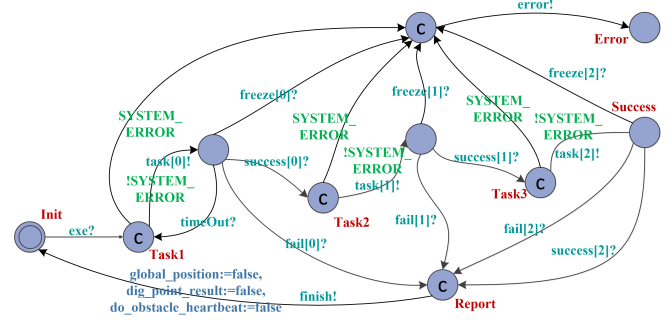 error!
C
Error
freeze[0]?
freeze[1]?
freeze[2]?
SYSTEM_
ERROR
SYSTEM_
ERROR
SYSTEM_
ERROR
Success
!SYSTEM_
ERROR
task[0]!
!SYSTEM_
ERROR
success[0]?
!SYSTEM_
ERROR
task[1]!
success[1]?
task[2]!
C
Task2
C
Task3
Init
exe?
C
Task1
timeOut?
fail[0]?
fail[1]?
fail[2]?
success[2]?
global_position:=false,
dig_point_result:=false,
do_obstacle_heartbeat:=false
finish!
C
Report